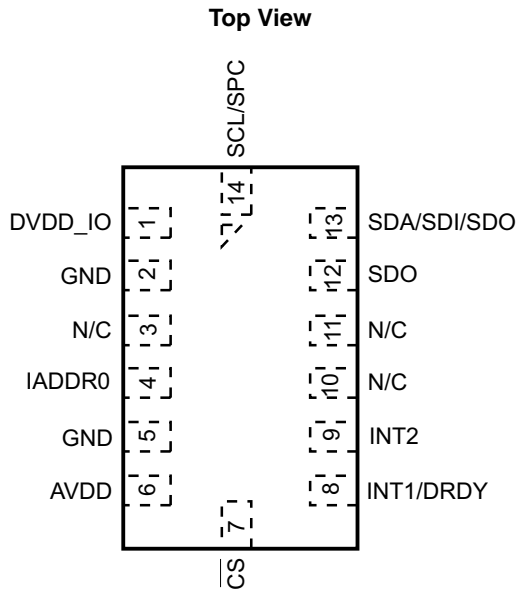 Top View
SCL/SPC
14
DVDD_IO 1 13 SDA/SDI/SDO
GND 2 12 SDO
N/C 3 11 N/C
IADDR0 4 10 N/C
GND 5 9 INT2
AVDD 6 8 INT1/DRDY
7
CS